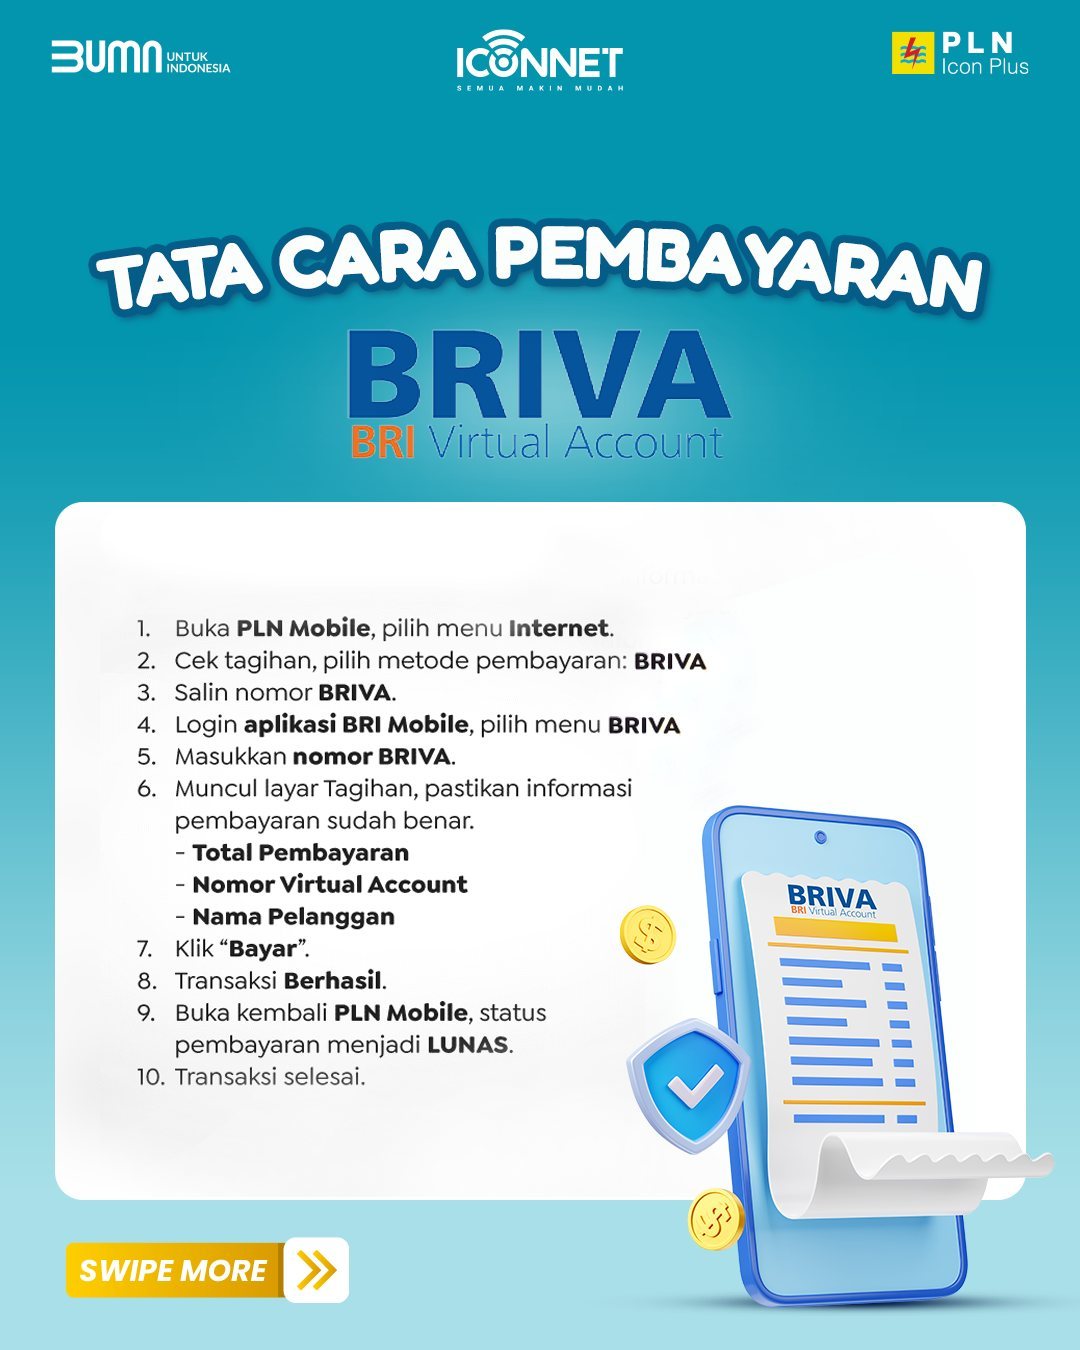 BUMN UNTUK
INDONESIA
ICONNET
SEMUA MAKIN MUDAH
PLN
Icon Plus
TATA CARA PEMBAYARAN
BRIVA
BRI Virtual Account
1. Buka PLN Mobile, pilih menu Internet.
2. Cek tagihan, pilih metode pembayaran: BRIVA
3. Salin nomor BRIVA.
4. Login aplikasi BRI Mobile, pilih menu BRIVA
5. Masukkan nomor BRIVA.
6. Muncul layar Tagihan, pastikan informasi
pembayaran sudah benar.
- Total Pembayaran
- Nomor Virtual Account
- Nama Pelanggan
7. Klik “Bayar”.
8. Transaksi Berhasil.
9. Buka kembali PLN Mobile, status
pembayaran menjadi LUNAS.
10. Transaksi selesai.
BRIVA
BRI Virtual Account
SWIPE MORE